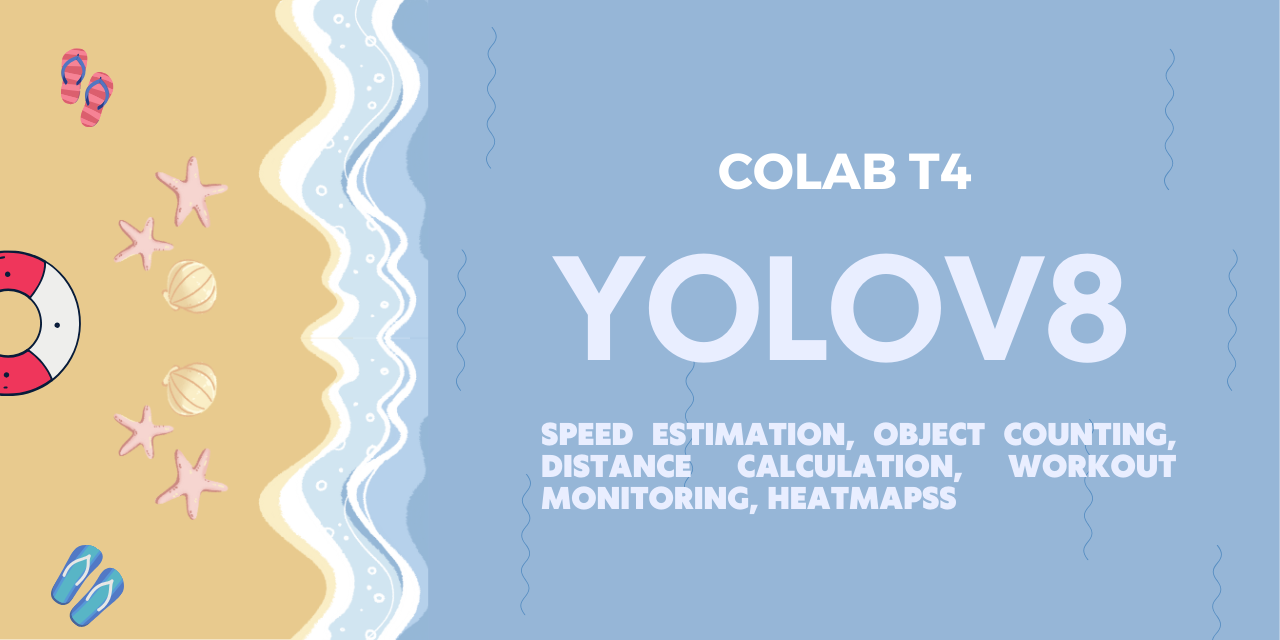 COLAB T4
YOLOV8
SPEED ESTIMATION, OBJECT COUNTING,
DISTANCE CALCULATION, WORKOUT
MONITORING, HEATMAPSS